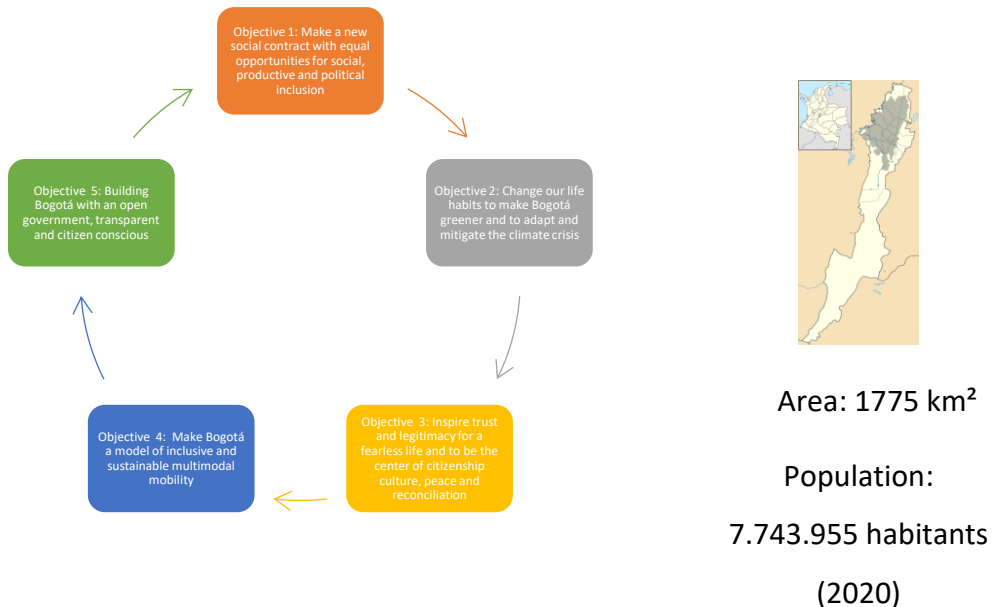 Objective 1: Make a new
social contract with equal
opportunities for social,
productive and political
inclusion
Objective 2: Change our life
habits to make Bogotá
greener and to adapt and
mitigate the climate crisis
Objective 3: Inspire trust
and legitimacy for a
fearless life and to be the
center of citizenship
culture, peace and
reconciliation
Objective 4: Make Bogotá
a model of inclusive and
sustainable multimodal
mobility
Objective 5: Building
Bogotá with an open
government, transparent
and citizen conscious
Area: 1775 km²
Population:
7.743.955 habitants
(2020)